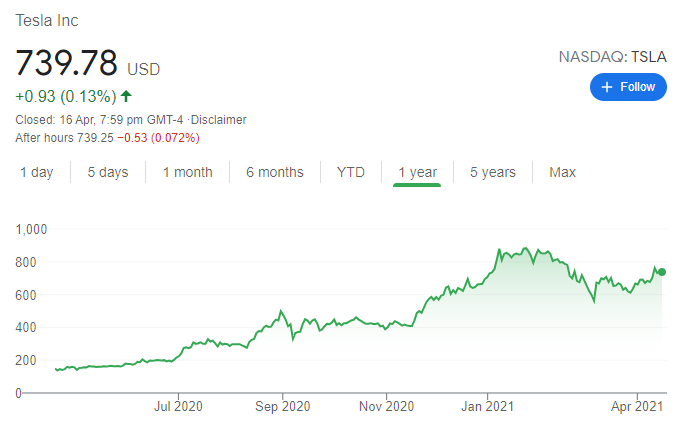 Tesla Inc
739.78 USD
NASDAQ: TSLA
+0.93 (0.13%)
+ Follow
Closed: 16 Apr, 7:59 pm GMT-4 · Disclaimer
After hours 739.25 −0.53 (0.072%)
1 day 5 days 1 month 6 months YTD 1 year 5 years Max
1,000
800
600
400
200
0
Jul 2020 Sep 2020 Nov 2020 Jan 2021 Apr 2021